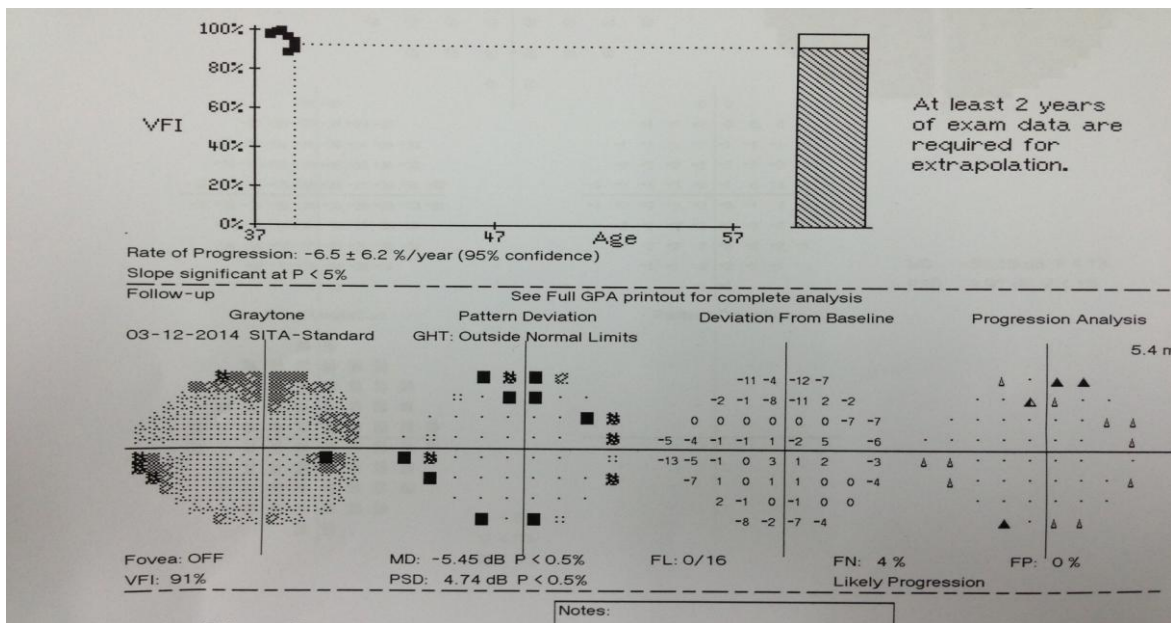 100%
80%
60%
VFI
40%
20%
0%
37 47 Age 57
At least 2 years
of exam data are
required for
extrapolation.
Rate of Progression: -6.5 ± 6.2 %/year (95% confidence)
Slope significant at P < 5%
Follow-up See Full GPA printout for complete analysis
Graytone Pattern Deviation Deviation From Baseline Progression Analysis
03-12-2014 SITA-Standard GHT: Outside Normal Limits
5.4
-11 -4 -12 -7
-2 -1 -8 -11 2 -2
0 0 0 0 0 0 -7 -7
-5 -4 -1 -1 1 -2 5 -6
-13 -5 -1 0 3 1 2 -3
-7 1 0 1 1 0 0 -4
2 -1 0 -1 0 0
-8 -2 -7 -4
Fovea: OFF MD: -5.45 dB P < 0.5% FL: 0/16 FN: 4 % FP: 0 %
VFI: 91% PSD: 4.74 dB P < 0.5% Likely Progression
Notes: